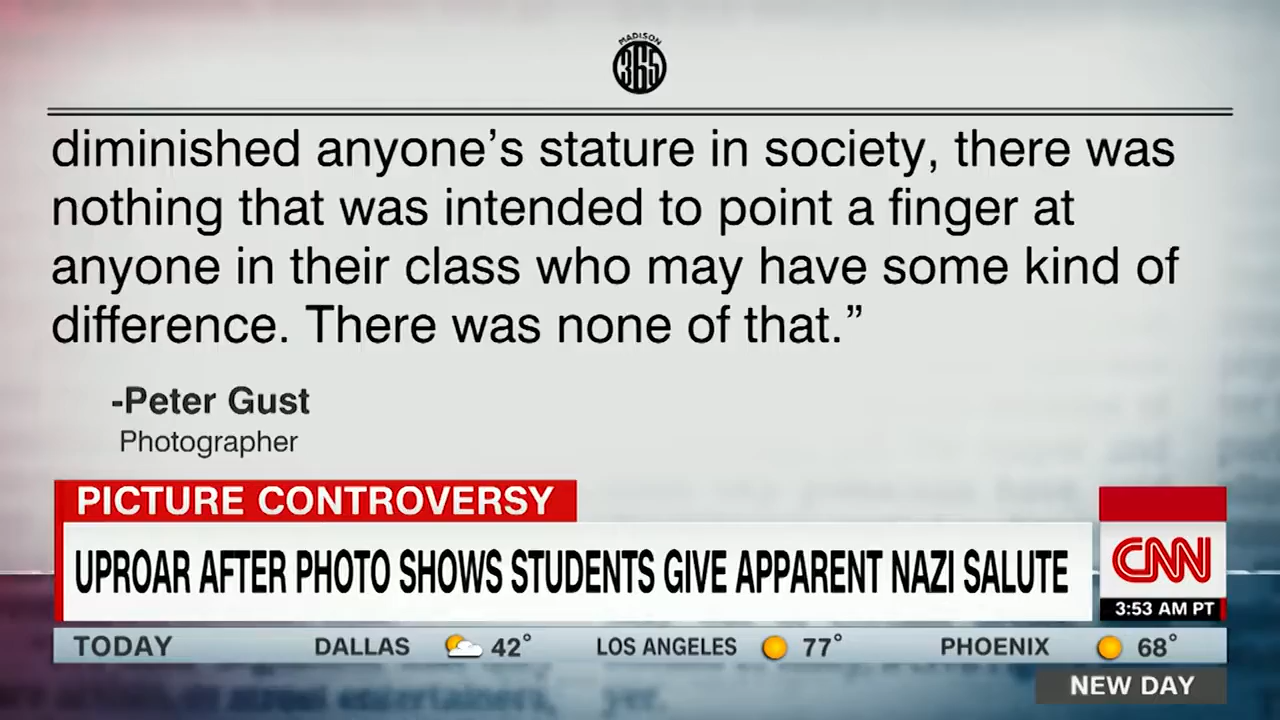 MADISON
365
diminished anyone’s stature in society, there was
nothing that was intended to point a finger at
anyone in their class who may have some kind of
difference. There was none of that.”
-Peter Gust
Photographer
PICTURE CONTROVERSY
UPROAR AFTER PHOTO SHOWS STUDENTS GIVE APPARENT NAZI SALUTE
CNN
3:53 AM PT
TODAY DALLAS 42° LOS ANGELES 77° PHOENIX 68°
NEW DAY